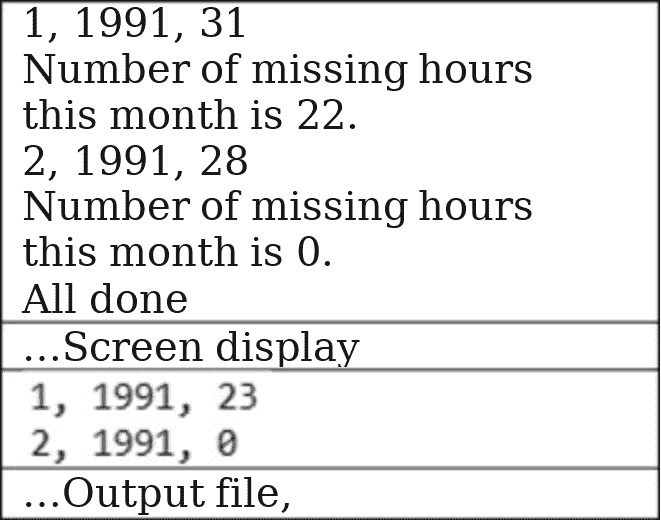 1, 1991, 31
Number of missing hours
this month is 22.
2, 1991, 28
Number of missing hours
this month is 0.
All done
...Screen display
1, 1991, 23
2, 1991, 0
...Output file,